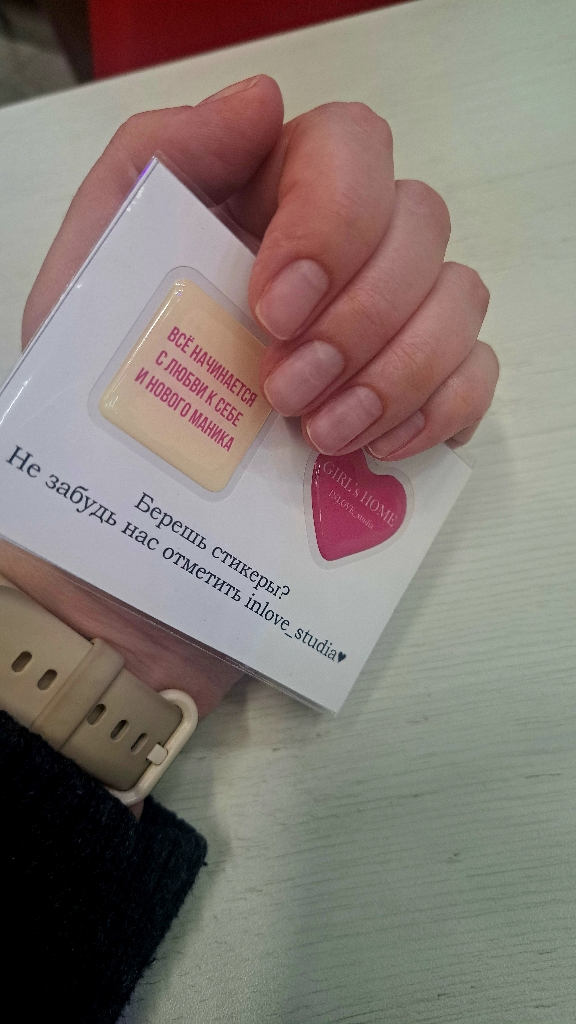 ВСЁ НАЧИНАЕТСЯ
С ЛЮБВИ К СЕБЕ
И НОВОГО МАНИКА
GIRL's HOME
INLOVE_studia
Берешь стикеры?
Не забудь нас отметить inlove_studia♥